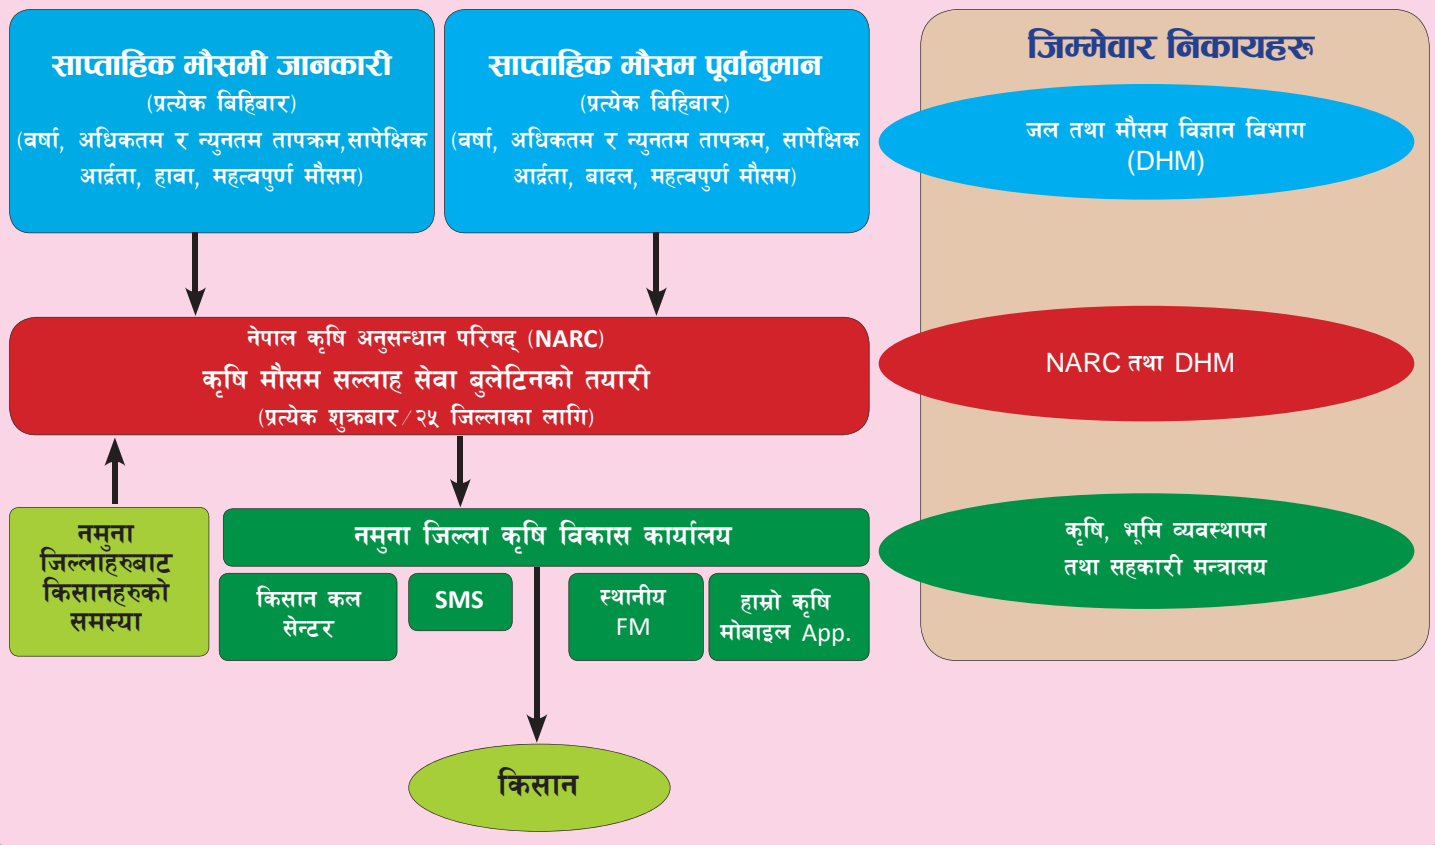 साप्ताहिक मौसमी जानकारी
(प्रत्येक बिहिबार)
(वर्षा, अधिकतम र न्युनतम तापक्रम,सापेक्षिक
आर्द्रता, हावा, महत्वपुर्ण मौसम)
साप्ताहिक मौसम पूर्वानुमान
(प्रत्येक बिहिबार)
(वर्षा, अधिकतम र न्युनतम तापक्रम, सापेक्षिक
आर्द्रता, बादल, महत्वपुर्ण मौसम)
नेपाल कृषि अनुसन्धान परिषद् (NARC)
कृषि मौसम सल्लाह सेवा बुलेटिनको तयारी
(प्रत्येक शुक्रबार/२५ जिल्लाका लागि)
नमुना
जिल्लाहरुबाट
किसानहरुको
समस्या
नमुना जिल्ला कृषि विकास कार्यालय
किसान कल
सेन्टर
SMS
स्थानीय
FM
हाम्रो कृषि
मोबाइल App.
किसान
जिम्मेवार निकायहरू
जल तथा मौसम बिज्ञान बिभाग
(DHM)
NARC तथा DHM
कृषि, भूमि व्यबस्थापन
तथा सहकारी मन्त्रालय